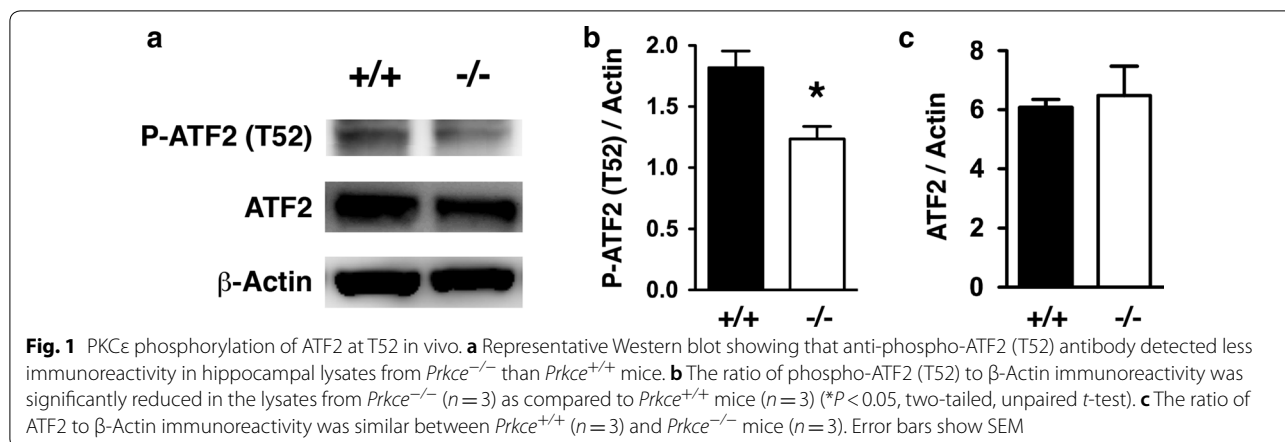 a
+/+ -/-
P-ATF2 (T52)
ATF2
β-Actin
b
P-ATF2 (T52) / Actin
2.0
1.5
1.0
0.5
0.0
*
+/+ -/-
c
ATF2 / Actin
8
6
4
2
0
+/+ -/-
Fig. 1 PKCε phosphorylation of ATF2 at T52 in vivo. a Representative Western blot showing that anti-phospho-ATF2 (T52) antibody detected less
immunoreactivity in hippocampal lysates from Prkce⁻/⁻ than Prkce⁺/⁺ mice. b The ratio of phospho-ATF2 (T52) to β-Actin immunoreactivity was
significantly reduced in the lysates from Prkce⁻/⁻ (n = 3) as compared to Prkce⁺/⁺ mice (n = 3) (*P < 0.05, two-tailed, unpaired t-test). c The ratio of
ATF2 to β-Actin immunoreactivity was similar between Prkce⁺/⁺ (n = 3) and Prkce⁻/⁻ mice (n = 3). Error bars show SEM